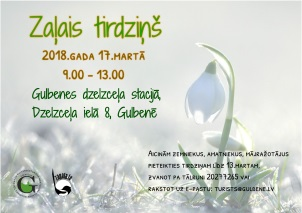 Zaļais tirdziņš
2018.gada 17.martā
9.00 - 13.00
Gulbenes dzelzceļa stacijā,
Dzelzceļa ielā 8, Gulbenē
Aicinām zemniekus, amatniekus, mājražotājus
pieteikties tirdziņam līdz 13.martam,
zvanot pa tālruni 20277265 vai
rakstot uz e-pastu: turists@gulbene.lv